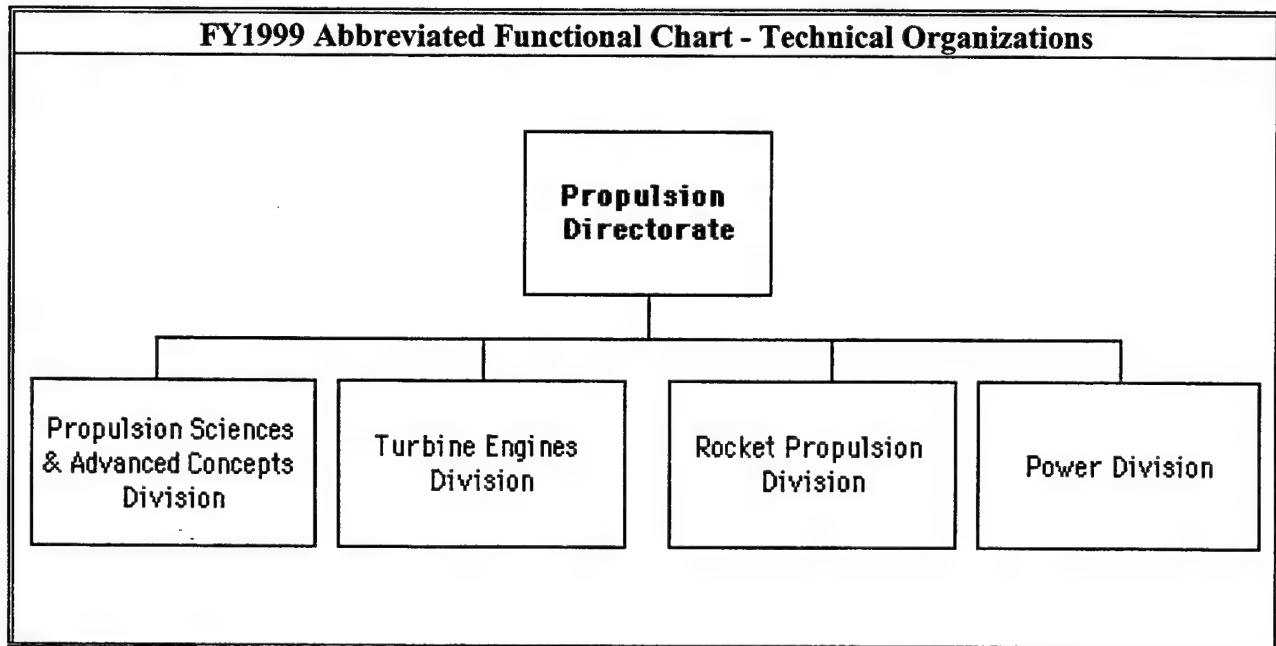 FY1999 Abbreviated Functional Chart - Technical Organizations
Propulsion
Directorate
Propulsion Sciences
& Advanced Concepts
Division
Turbine Engines
Division
Rocket Propulsion
Division
Power Division